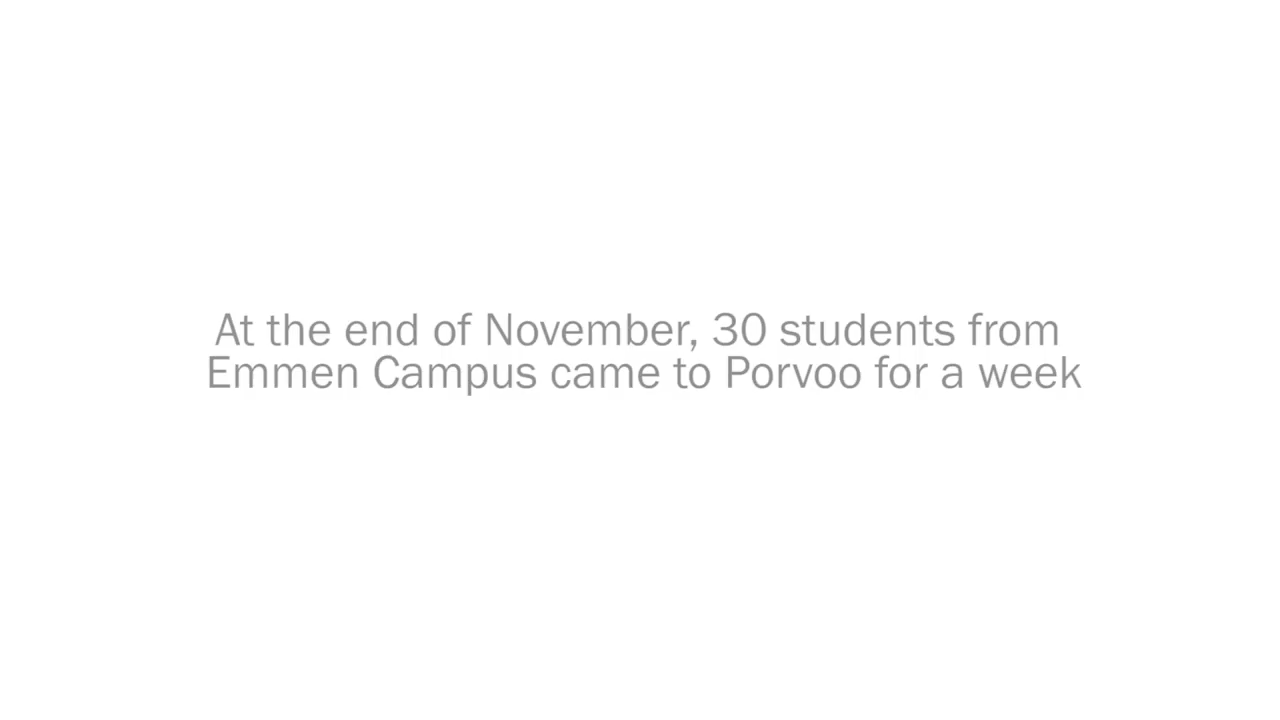 At the end of November, 30 students from
Emmen Campus came to Porvoo for a week